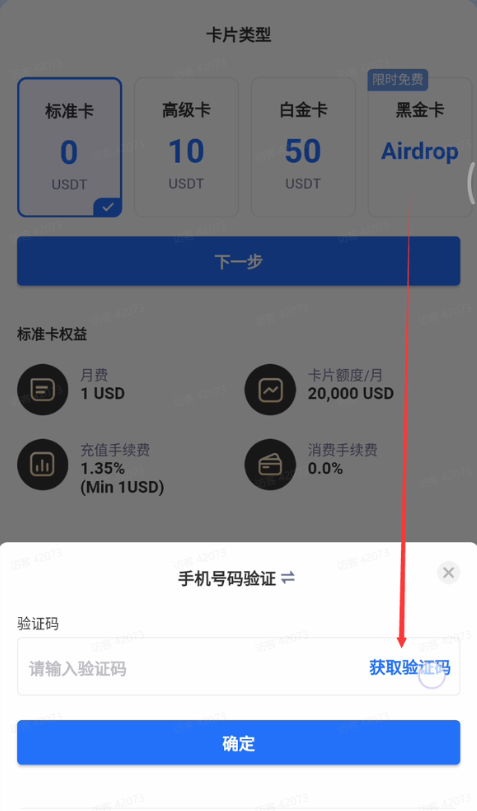 卡片类型
限时免费
标准卡
高级卡
白金卡
黑金卡
0
10
50
Airdrop
USDT
USDT
USDT
下一步
标准卡权益
月费
1 USD
卡片额度/月
20,000 USD
充值手续费
1.35%
(Min 1USD)
消费手续费
0.0%
手机号码验证
验证码
请输入验证码
获取验证码
确定
访客 42073